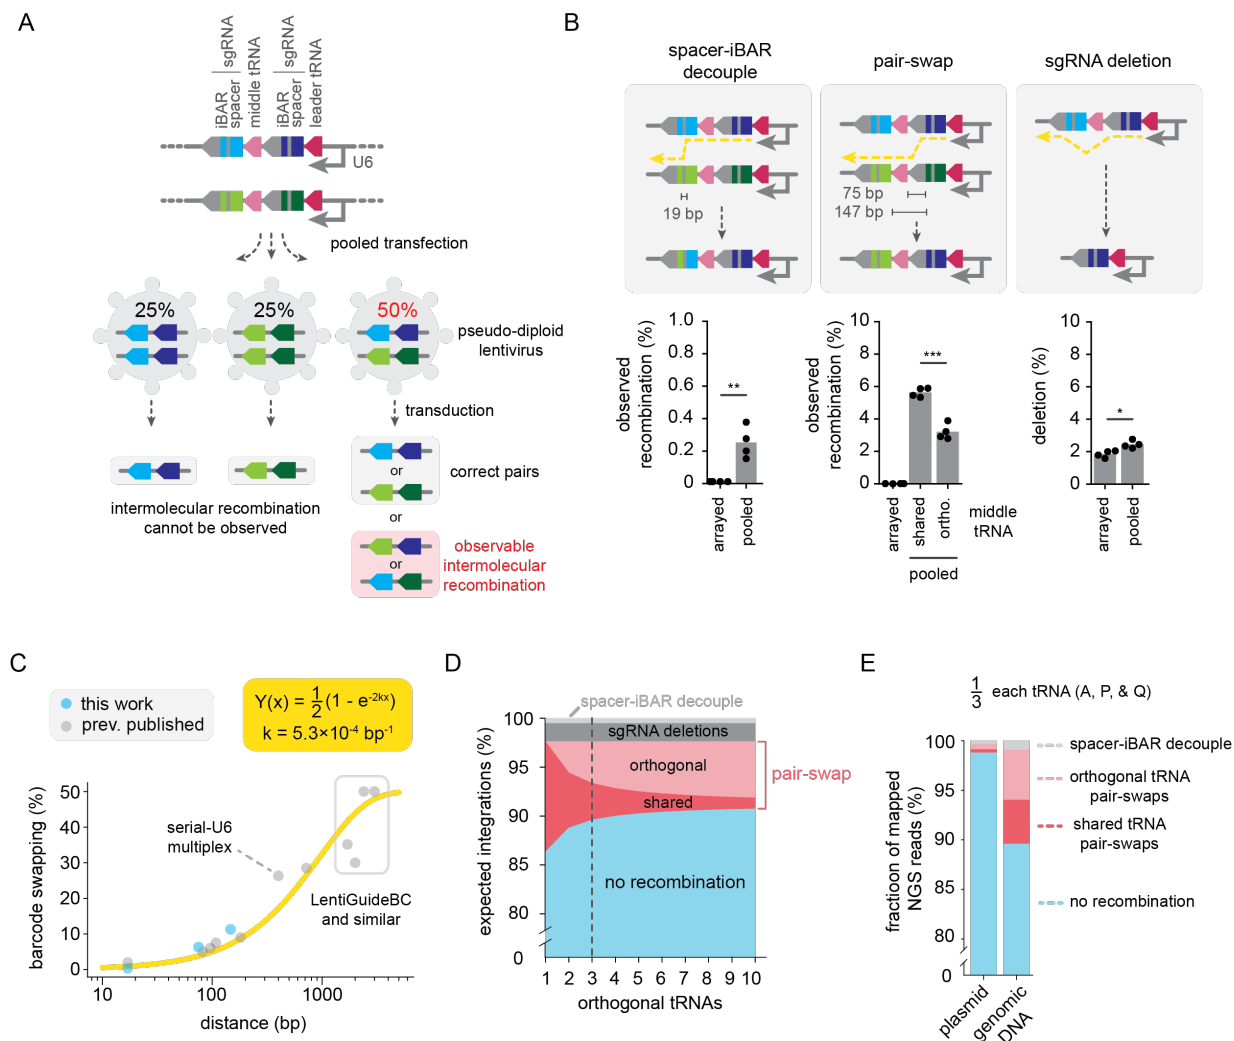 A
iBAR
spacer
sgRNA
middle tRNA
iBAR
spacer
sgRNA
leader tRNA
U6
pooled transfection
25%
25%
50%
pseudo-diploid
lentivirus
transduction
or
correct pairs
intermolecular recombination
cannot be observed
or
or
observable
intermolecular
recombination
B
spacer-iBAR
decouple
pair-swap
sgRNA deletion
19 bp
75 bp
147 bp
observed
recombination (%)
1.0
0.8
0.6
0.4
0.2
0
**
arrayed
pooled
observed
recombination (%)
10
8
6
4
2
0
***
arrayed
shared
ortho.
middle
tRNA
pooled
deletion (%)
10
8
6
4
2
0
*
arrayed
pooled
C
this work
prev. published
Y(x) = 1/2 (1 - e^-2kx)
k = 5.3×10^-4 bp^-1
barcode swapping (%)
50
40
30
20
10
0
serial-U6
multiplex
LentiGuideBC
and similar
10
100
1000
distance (bp)
D
spacer-iBAR decouple
expected integrations (%)
100
95
90
85
80
0
sgRNA deletions
orthogonal
shared
pair-swap
no recombination
1 2 3 4 5 6 7 8 9 10
orthogonal tRNAs
E
1/3 each tRNA (A, P, & Q)
fractioon of mapped
NGS reads (%)
100
95
90
85
80
0
spacer-iBAR decouple
orthogonal tRNA
pair-swaps
shared tRNA
pair-swaps
no recombination
plasmid
genomic
DNA